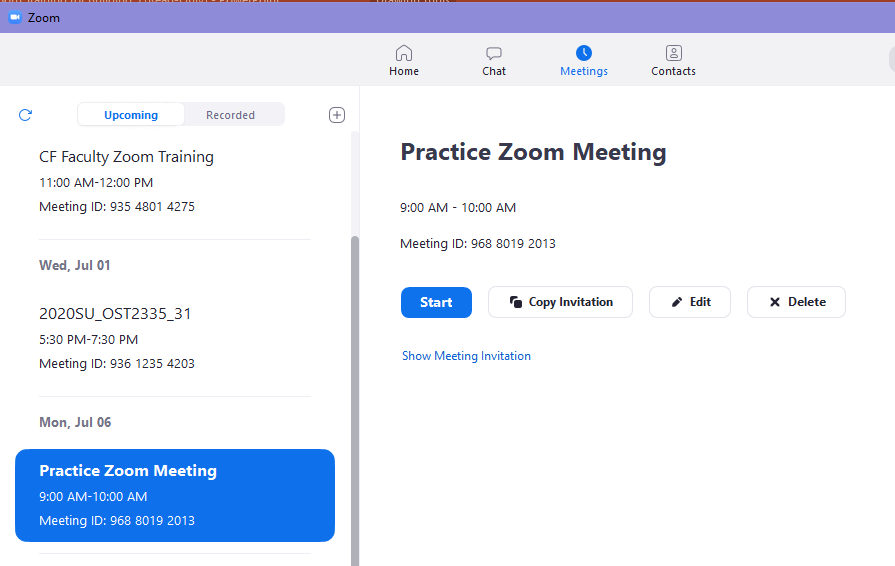 Zoom
Home
Chat
Meetings
Contacts
Upcoming
Recorded
CF Faculty Zoom Training
11:00 AM-12:00 PM
Meeting ID: 935 4801 4275
Wed, Jul 01
2020SU_OST2335_31
5:30 PM-7:30 PM
Meeting ID: 936 1235 4203
Mon, Jul 06
Practice Zoom Meeting
9:00 AM-10:00 AM
Meeting ID: 968 8019 2013
Practice Zoom Meeting
9:00 AM - 10:00 AM
Meeting ID: 968 8019 2013
Start
Copy Invitation
Edit
Delete
Show Meeting Invitation